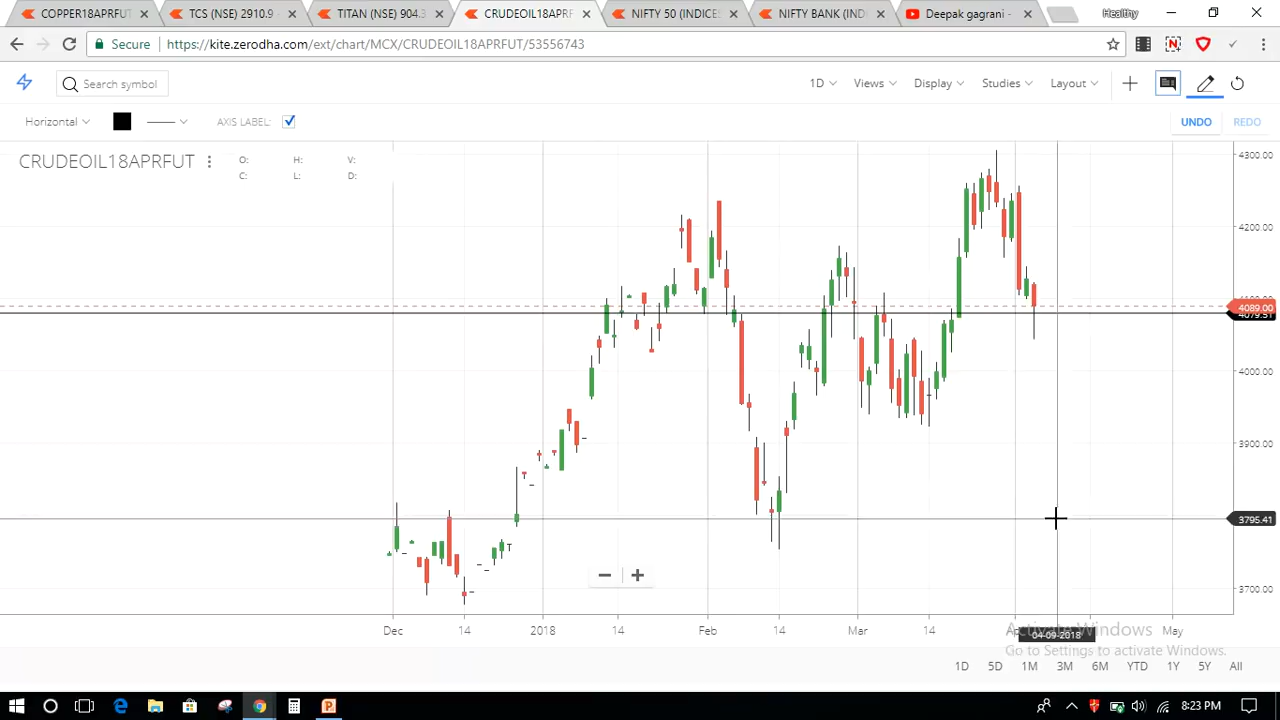 COPPER18APRFUT
TCS (NSE) 2910.9
TITAN (NSE) 904.3
CRUDEOIL18APRF
NIFTY 50 (INDICES
NIFTY BANK (IND
Deepak gagrani -
Healthy
Secure
https://kite.zerodha.com/ext/chart/MCX/CRUDEOIL18APRFUT/53556743
Search symbol
1D Views Display Studies Layout
Horizontal
AXIS LABEL:
UNDO REDO
CRUDEOIL18APRFUT
O: H: V:
C: L: D:
4300.00
4200.00
4089.00
4079.51
4000.00
3900.00
3795.41
3700.00
Dec 14 2018 14 Feb 14 Mar 14 May
04-09-2018
Activate Windows
Go to Settings to activate Windows.
1D 5D 1M 3M 6M YTD 1Y 5Y All
8:23 PM